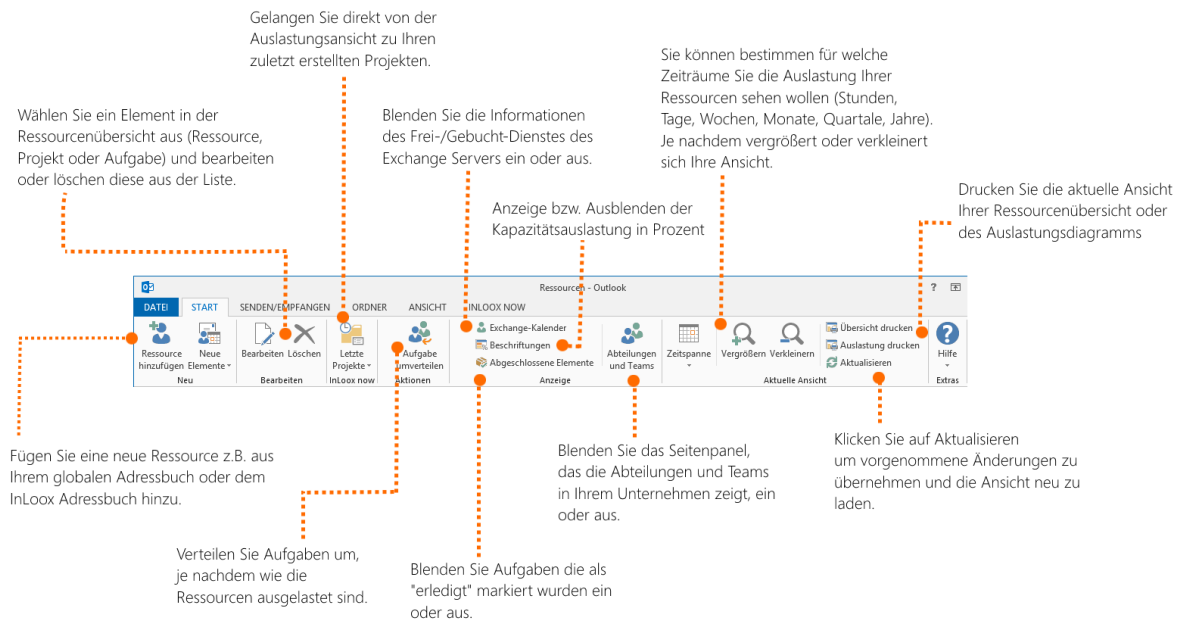 Gelangen Sie direkt von der
Auslastungsansicht zu Ihren
zuletzt erstellten Projekten.
Sie können bestimmen für welche
Zeiträume Sie die Auslastung Ihrer
Ressourcen sehen wollen (Stunden,
Tage, Wochen, Monate, Quartale, Jahre).
Je nachdem vergrößert oder verkleinert
sich Ihre Ansicht.
Wählen Sie ein Element in der
Ressourcenübersicht aus (Ressource,
Projekt oder Aufgabe) und bearbeiten
oder löschen diese aus der Liste.
Blenden Sie die Informationen
des Frei-/Gebucht-Dienstes des
Exchange Servers ein oder aus.
Anzeige bzw. Ausblenden der
Kapazitätsauslastung in Prozent
Drucken Sie die aktuelle Ansicht
Ihrer Ressourcenübersicht oder
des Auslastungsdiagramms
Ressourcen - Outlook
?
DATEI START SENDEN/EMPFANGEN ORDNER ANSICHT INLOOX NOW
Ressource
hinzufügen
Neue
Elemente
Neu
Bearbeiten
Löschen
Bearbeiten
Letzte
Projekte
InLoox now
Aufgabe
umverteilen
Aktionen
Exchange-Kalender
Beschriftungen
Abgeschlossene Elemente
Abteilungen
und Teams
Anzeige
Zeitspanne
Vergrößern
Verkleinern
Übersicht drucken
Auslastung drucken
Aktualisieren
Aktuelle Ansicht
Hilfe
Extras
Fügen Sie eine neue Ressource z.B. aus
Ihrem globalen Adressbuch oder dem
InLoox Adressbuch hinzu.
Verteilen Sie Aufgaben um,
je nachdem wie die
Ressourcen ausgelastet sind.
Blenden Sie Aufgaben die als
"erledigt" markiert wurden ein
oder aus.
Blenden Sie das Seitenpanel,
das die Abteilungen und Teams
in Ihrem Unternehmen zeigt, ein
oder aus.
Klicken Sie auf Aktualisieren
um vorgenommene Änderungen zu
übernehmen und die Ansicht neu zu
laden.